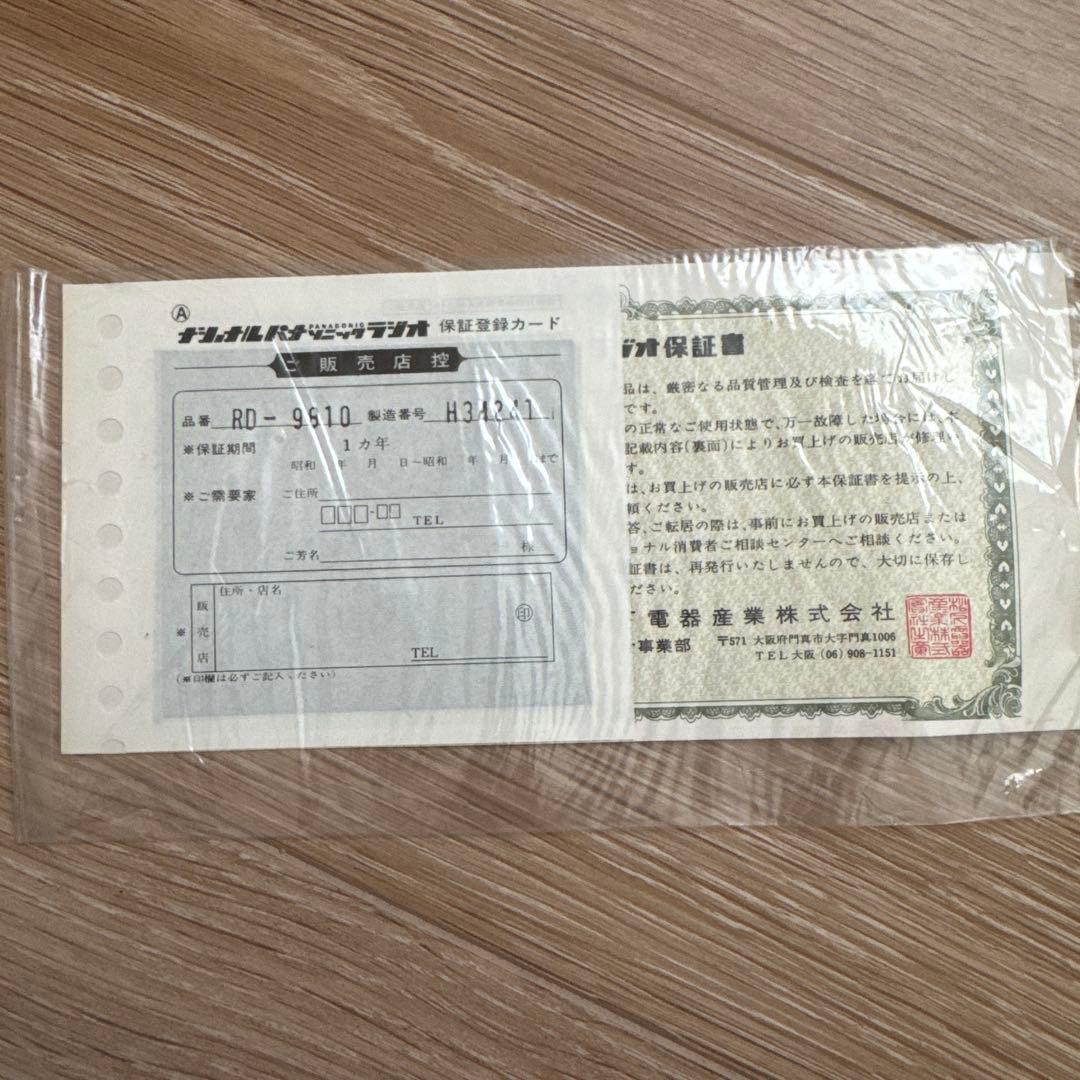 Ⓐ
ナショナルパナソニックラジオ 保証登録カード
PANASONIC
ご販売店控
品番 RD-9610 製造番号 H34241
※保証期間 1カ年
昭和 年 月 日〜昭和 年 月 まで
※ご需要家 ご住所
□□□-□□ TEL
ご芳名 様
※販売店 住所・店名
印
TEL
(※印欄は必ずご記入ください)
ジオ保証書
品は、厳密なる品質管理及び検査を経てお届けし
です。
の正常なご使用状態で、万一故障した場合には、本
記載内容(裏面)によりお買上げの販売店が修理い
す。
は、お買上げの販売店に必ず本保証書を提示の上、
頼ください。
答、ご転居の際は、事前にお買上げの販売店または
ョナル消費者ご相談センターへご相談ください。
証書は、再発行いたしませんので、大切に保存し
ださい。
電器産業株式会社
事業部 〒571 大阪府門真市大字門真1006
TEL大阪(06)908-1151